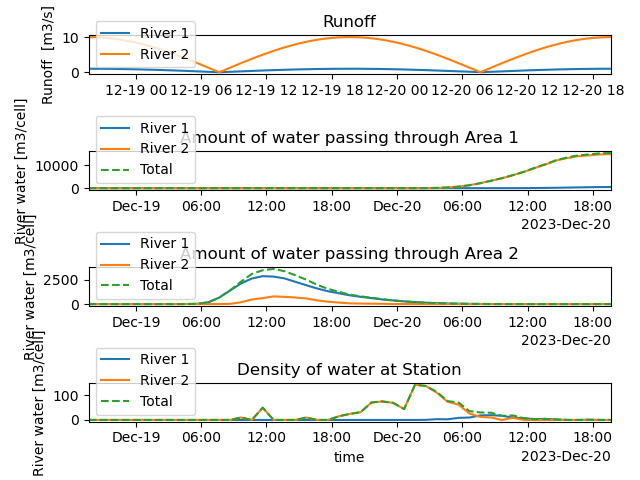 Runoff
Runoff  [m3/s]
River 1
River 2
10
0
12-19 00
12-19 06
12-19 12
12-19 18
12-20 00
12-20 06
12-20 12
12-20 18
Amount of water passing through Area 1
River water [m3/cell]
River 1
River 2
Total
10000
0
Dec-19
06:00
12:00
18:00
Dec-20
06:00
12:00
18:00
2023-Dec-20
Amount of water passing through Area 2
River water [m3/cell]
River 1
River 2
Total
2500
0
Dec-19
06:00
12:00
18:00
Dec-20
06:00
12:00
18:00
2023-Dec-20
Density of water at Station
River water [m3/cell]
River 1
River 2
Total
100
0
Dec-19
06:00
12:00
18:00
Dec-20
06:00
12:00
18:00
time
2023-Dec-20